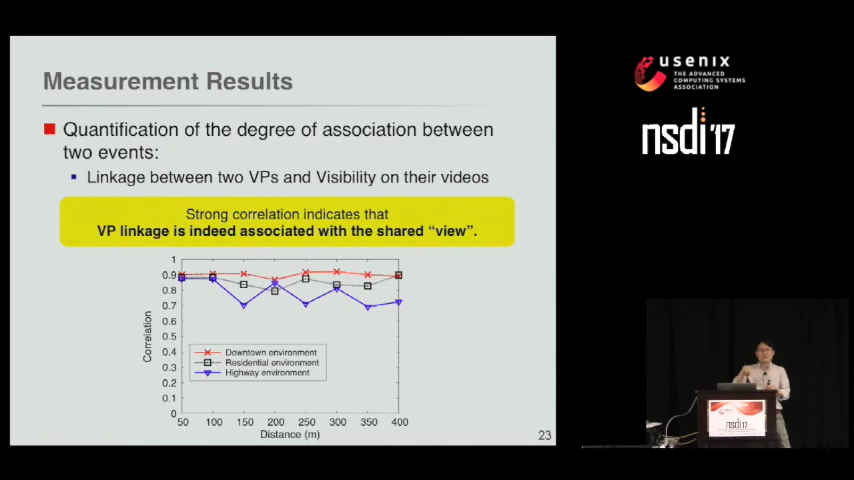 Measurement Results
Quantification of the degree of association between
two events:
Linkage between two VPs and Visibility on their videos
Strong correlation indicates that
VP linkage is indeed associated with the shared “view”.
Correlation
1
0.9
0.8
0.7
0.6
0.5
0.4
0.3
0.2
0.1
0
Downtown environment
Residential environment
Highway environment
50 100 150 200 250 300 350 400
Distance (m)
23
usenix
THE ADVANCED
COMPUTING SYSTEMS
ASSOCIATION
nsdi '17
nsdi '17